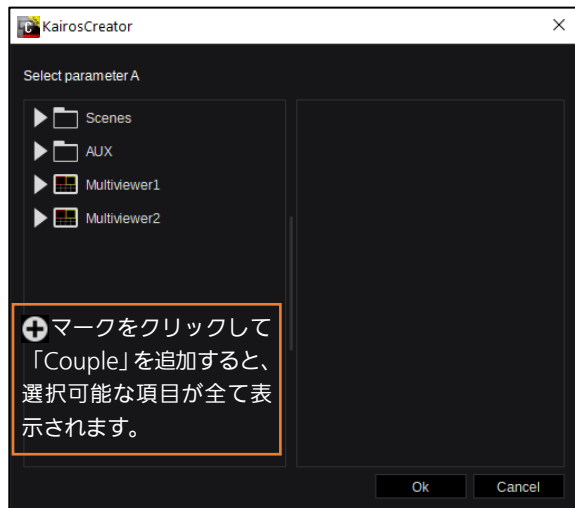 KairosCreator
Select parameter A
Scenes
AUX
Multiviewer1
Multiviewer2
マークをクリックして
「Couple」を追加すると、
選択可能な項目が全て表
示されます。
Ok Cancel